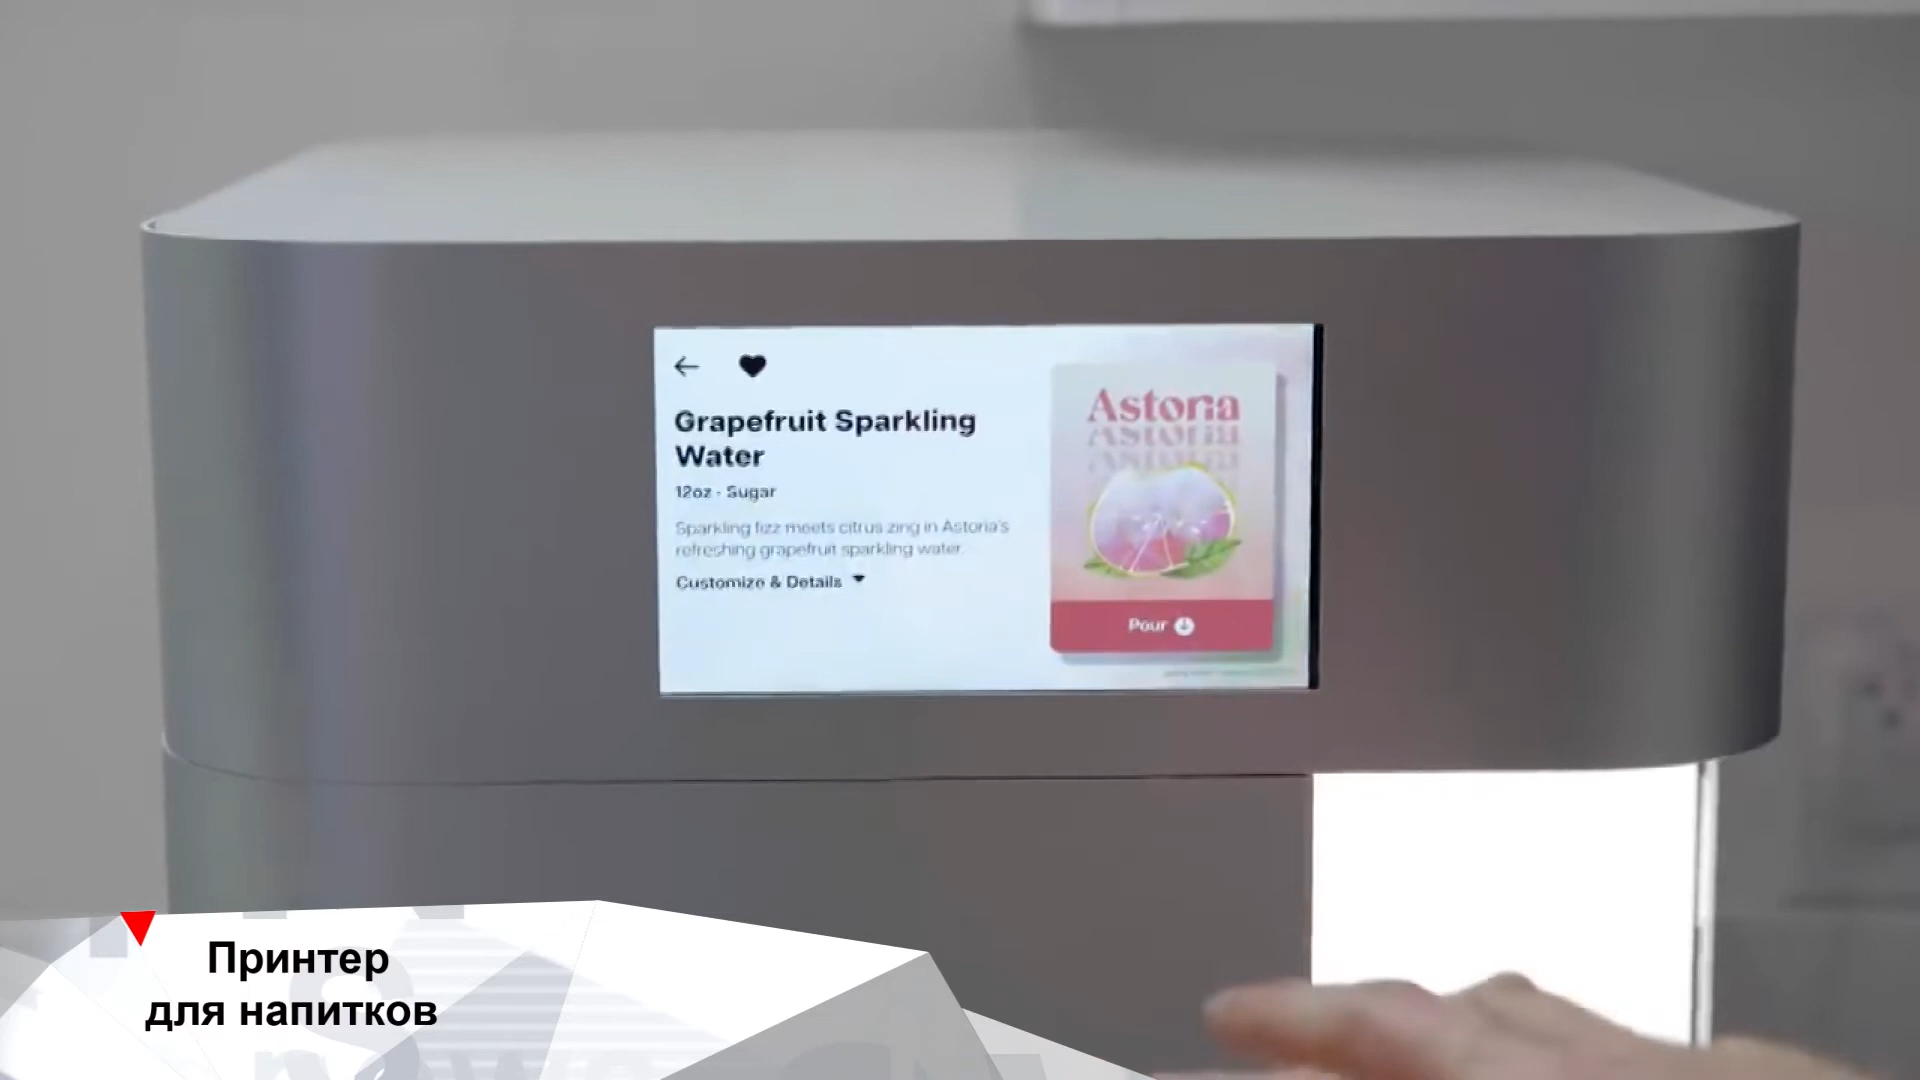 Grapefruit Sparkling
Water
12oz - Sugar
Sparkling fizz meets citrus zing in Astoria's
refreshing grapefruit sparkling water.
Customize & Details
Astoria
Pour
Принтер
для напитков